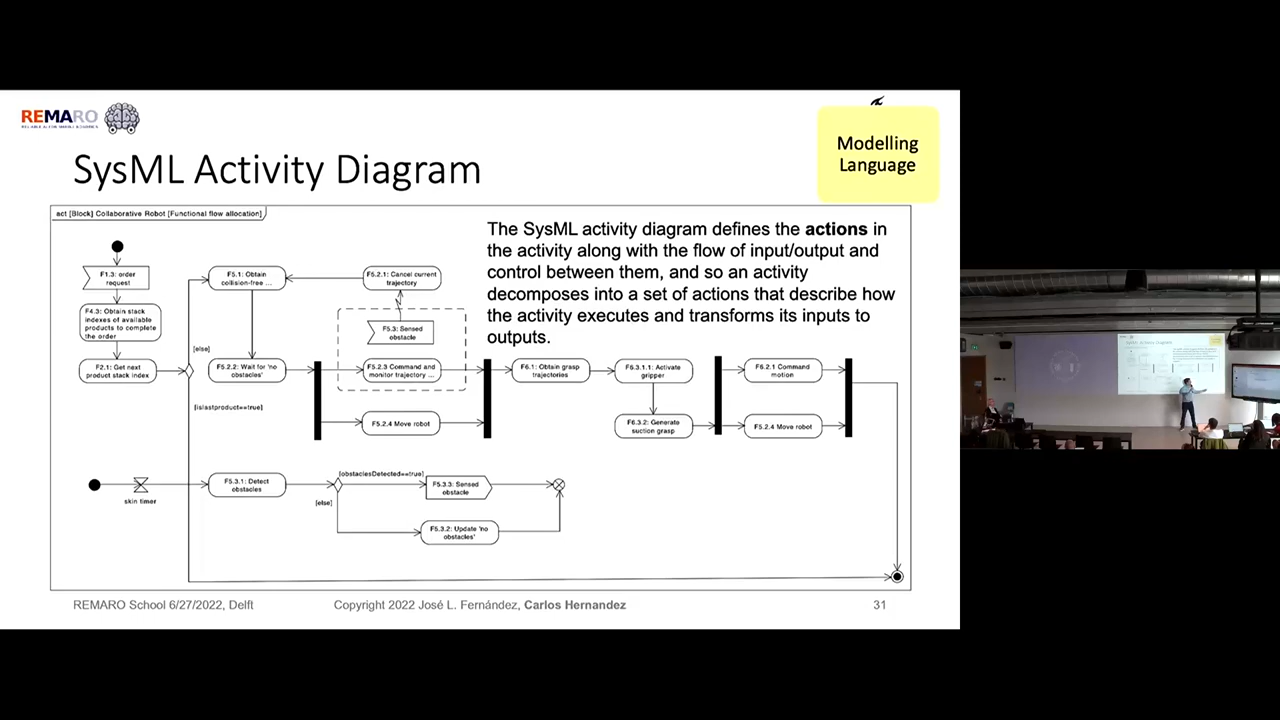 REMARO
Modelling
Language
SysML Activity Diagram
act [Block] Collaborative Robot [Functional flow allocation]
The SysML activity diagram defines the actions in
the activity along with the flow of input/output and
control between them, and so an activity
decomposes into a set of actions that describe how
the activity executes and transforms its inputs to
outputs.
F1.3: order
request
F5.1: Obtain
collision-free ...
F5.2.1: Cancel current
trajectory
F4.3: Obtain stack
indexes of available
products to complete
the order
F5.3: Sensed
obstacle
[else]
F2.1: Get next
product stack index
F5.2.2: Wait for 'no
obstacles'
F5.2.3 Command and
monitor trajectory ...
F6.1: Obtain grasp
trajectories
F6.3.1.1: Activate
gripper
F6.2.1 Command
motion
[islastproduct==true]
F5.2.4 Move robot
F6.3.2: Generate
suction grasp
F5.2.4 Move robot
skin timer
F5.3.1: Detect
obstacles
[obstaclesDetected==true]
[else]
F5.3.3: Sensed
obstacle
F5.3.2: Update 'no
obstacles'
REMARO School 6/27/2022, Delft
Copyright 2022 José L. Fernández, Carlos Hernandez
31
SysML Activity Diagram